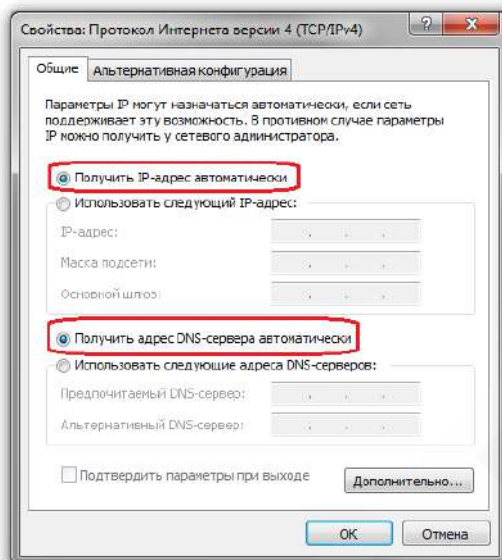 Свойства: Протокол Интернета версии 4 (TCP/IPv4)
Общие
Альтернативная конфигурация
Параметры IP могут назначаться автоматически, если сеть
поддерживает эту возможность. В противном случае параметры
IP можно получить у сетевого администратора.
Получить IP-адрес автоматически
Использовать следующий IP-адрес:
IP-адрес:
Маска подсети:
Основной шлюз:
Получить адрес DNS-сервера автоматически
Использовать следующие адреса DNS-серверов:
Предпочитаемый DNS-сервер:
Альтернативный DNS-сервер:
Подтвердить параметры при выходе
Дополнительно...
ОК
Отмена